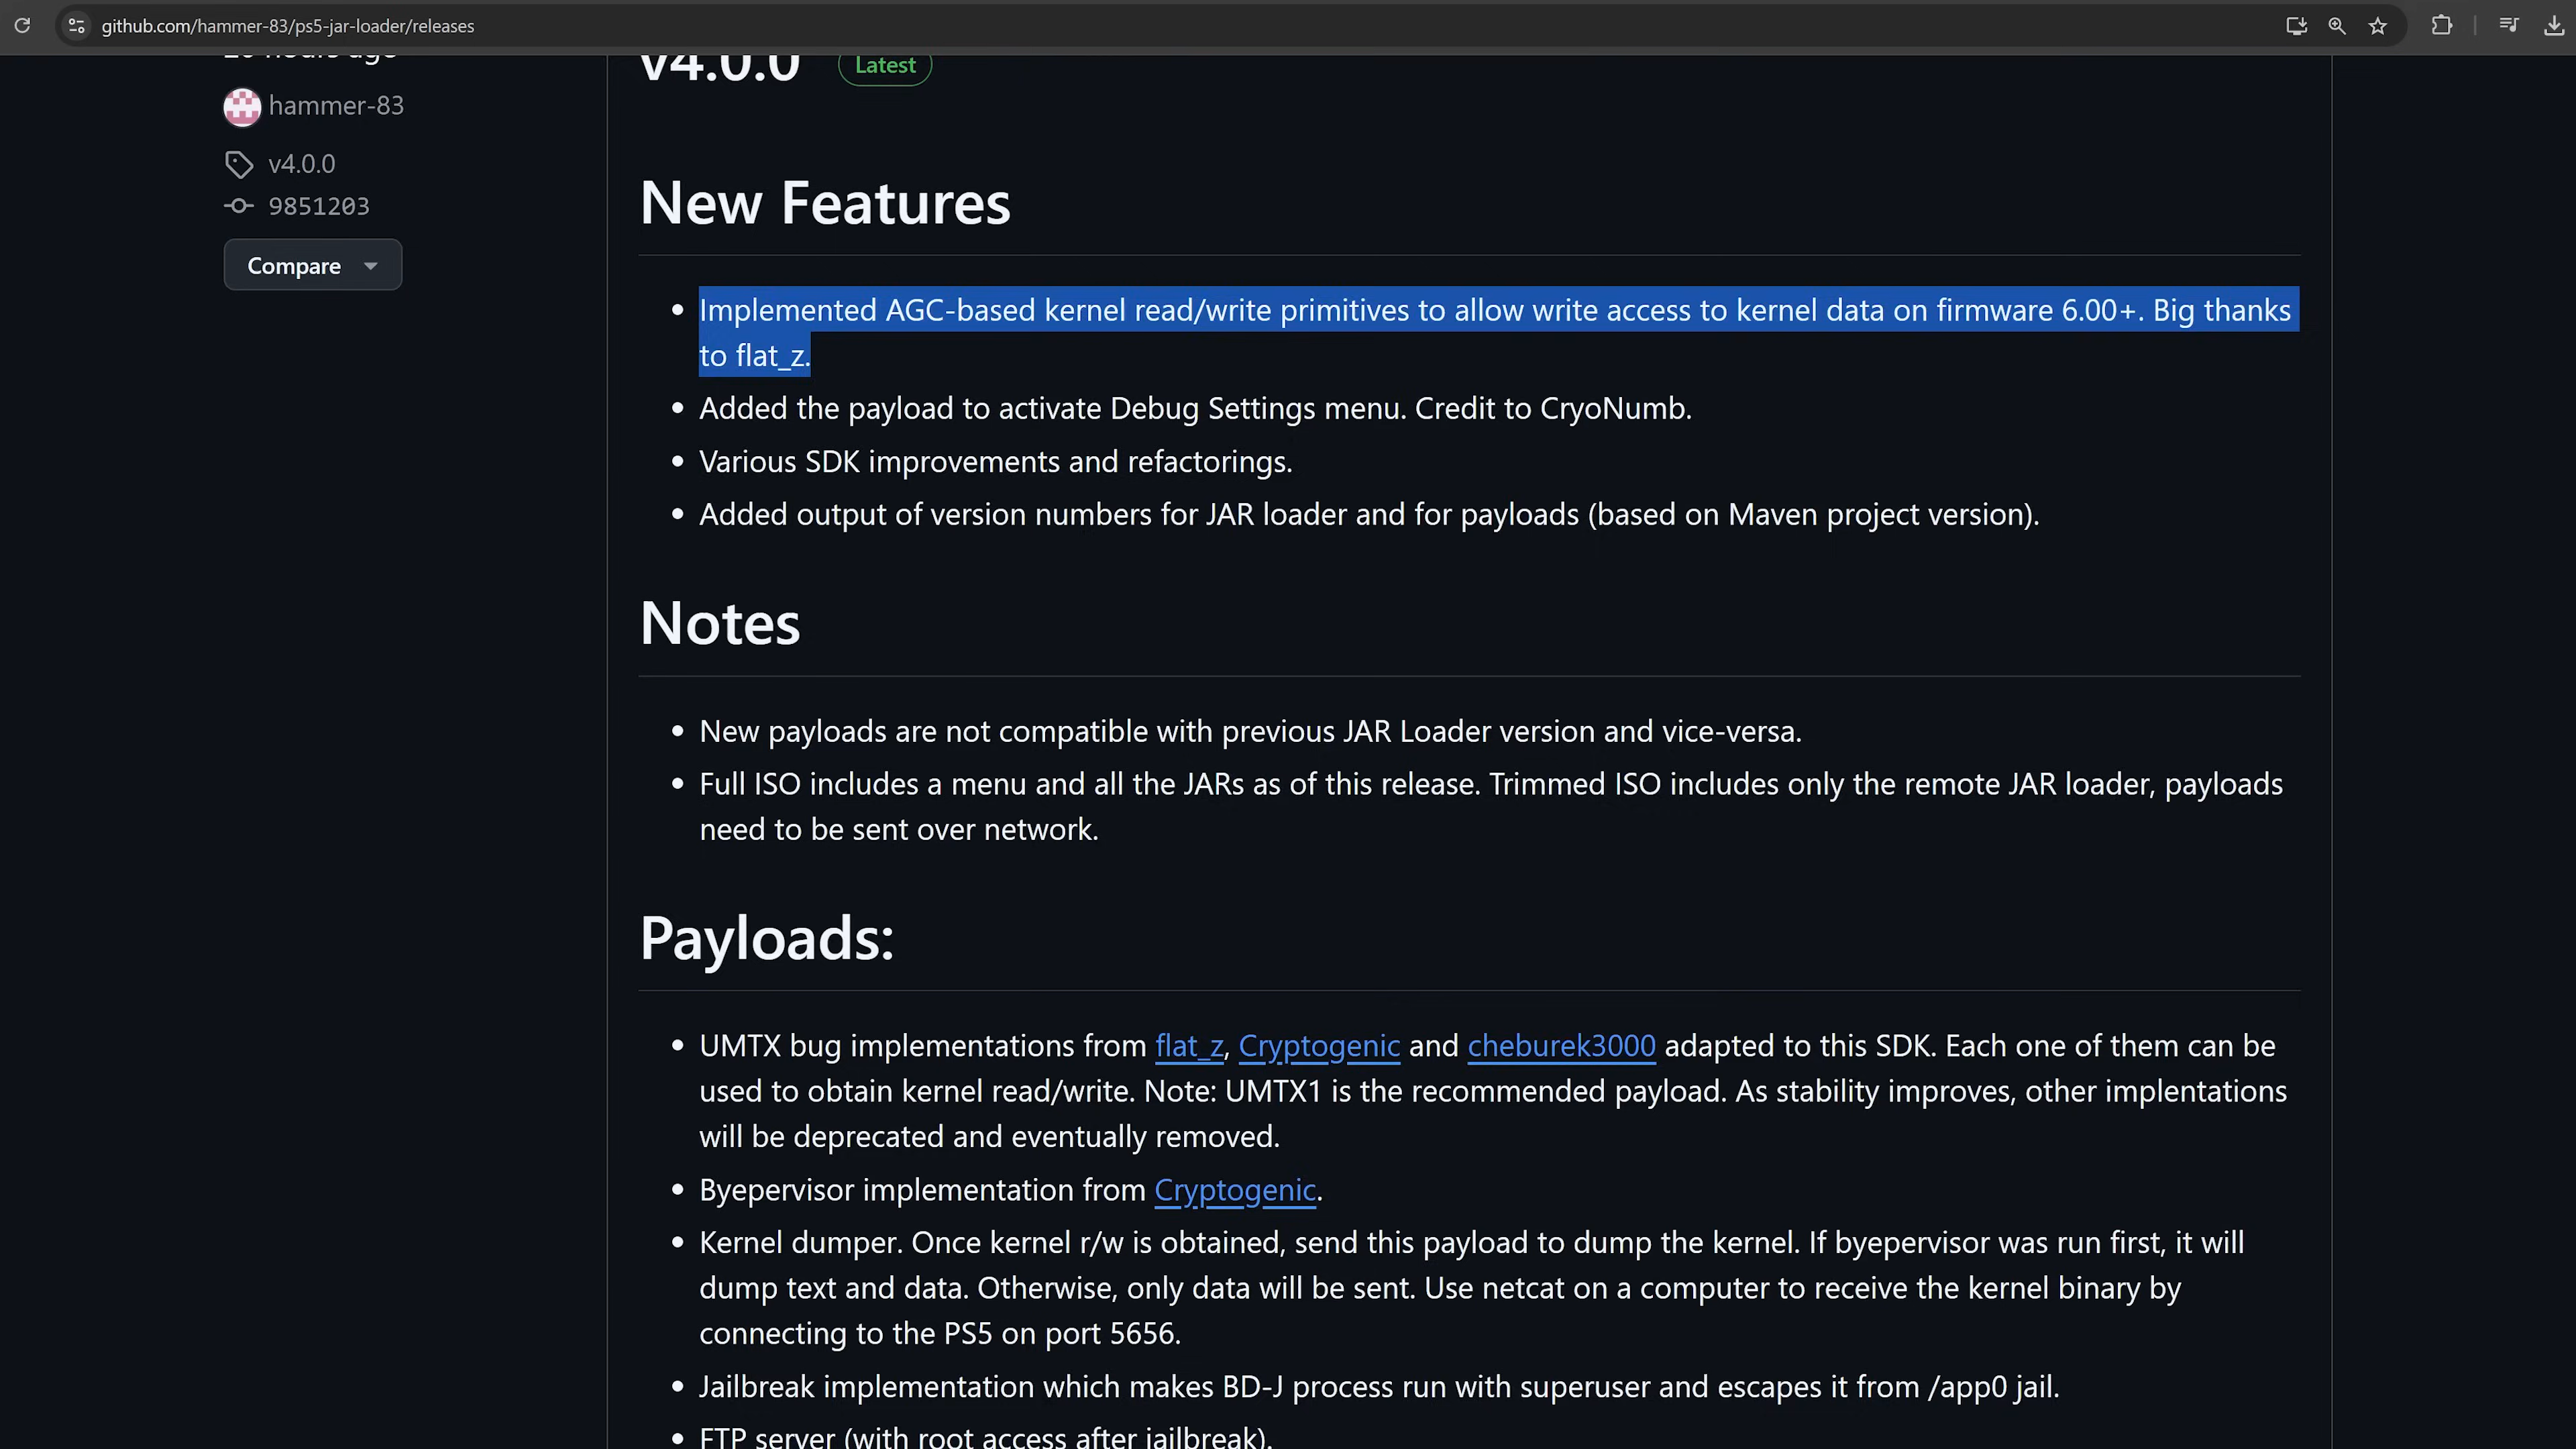 github.com/hammer-83/ps5-jar-loader/releases
v4.0.0 Latest
hammer-83
v4.0.0
9851203
Compare
New Features
Implemented AGC-based kernel read/write primitives to allow write access to kernel data on firmware 6.00+. Big thanks
to flat_z.
Added the payload to activate Debug Settings menu. Credit to CryoNumb.
Various SDK improvements and refactorings.
Added output of version numbers for JAR loader and for payloads (based on Maven project version).
Notes
New payloads are not compatible with previous JAR Loader version and vice-versa.
Full ISO includes a menu and all the JARs as of this release. Trimmed ISO includes only the remote JAR loader, payloads
need to be sent over network.
Payloads:
UMTX bug implementations from flat_z, Cryptogenic and cheburek3000 adapted to this SDK. Each one of them can be
used to obtain kernel read/write. Note: UMTX1 is the recommended payload. As stability improves, other implentations
will be deprecated and eventually removed.
Byepervisor implementation from Cryptogenic.
Kernel dumper. Once kernel r/w is obtained, send this payload to dump the kernel. If byepervisor was run first, it will
dump text and data. Otherwise, only data will be sent. Use netcat on a computer to receive the kernel binary by
connecting to the PS5 on port 5656.
Jailbreak implementation which makes BD-J process run with superuser and escapes it from /app0 jail.
FTP server (with root access after jailbreak).